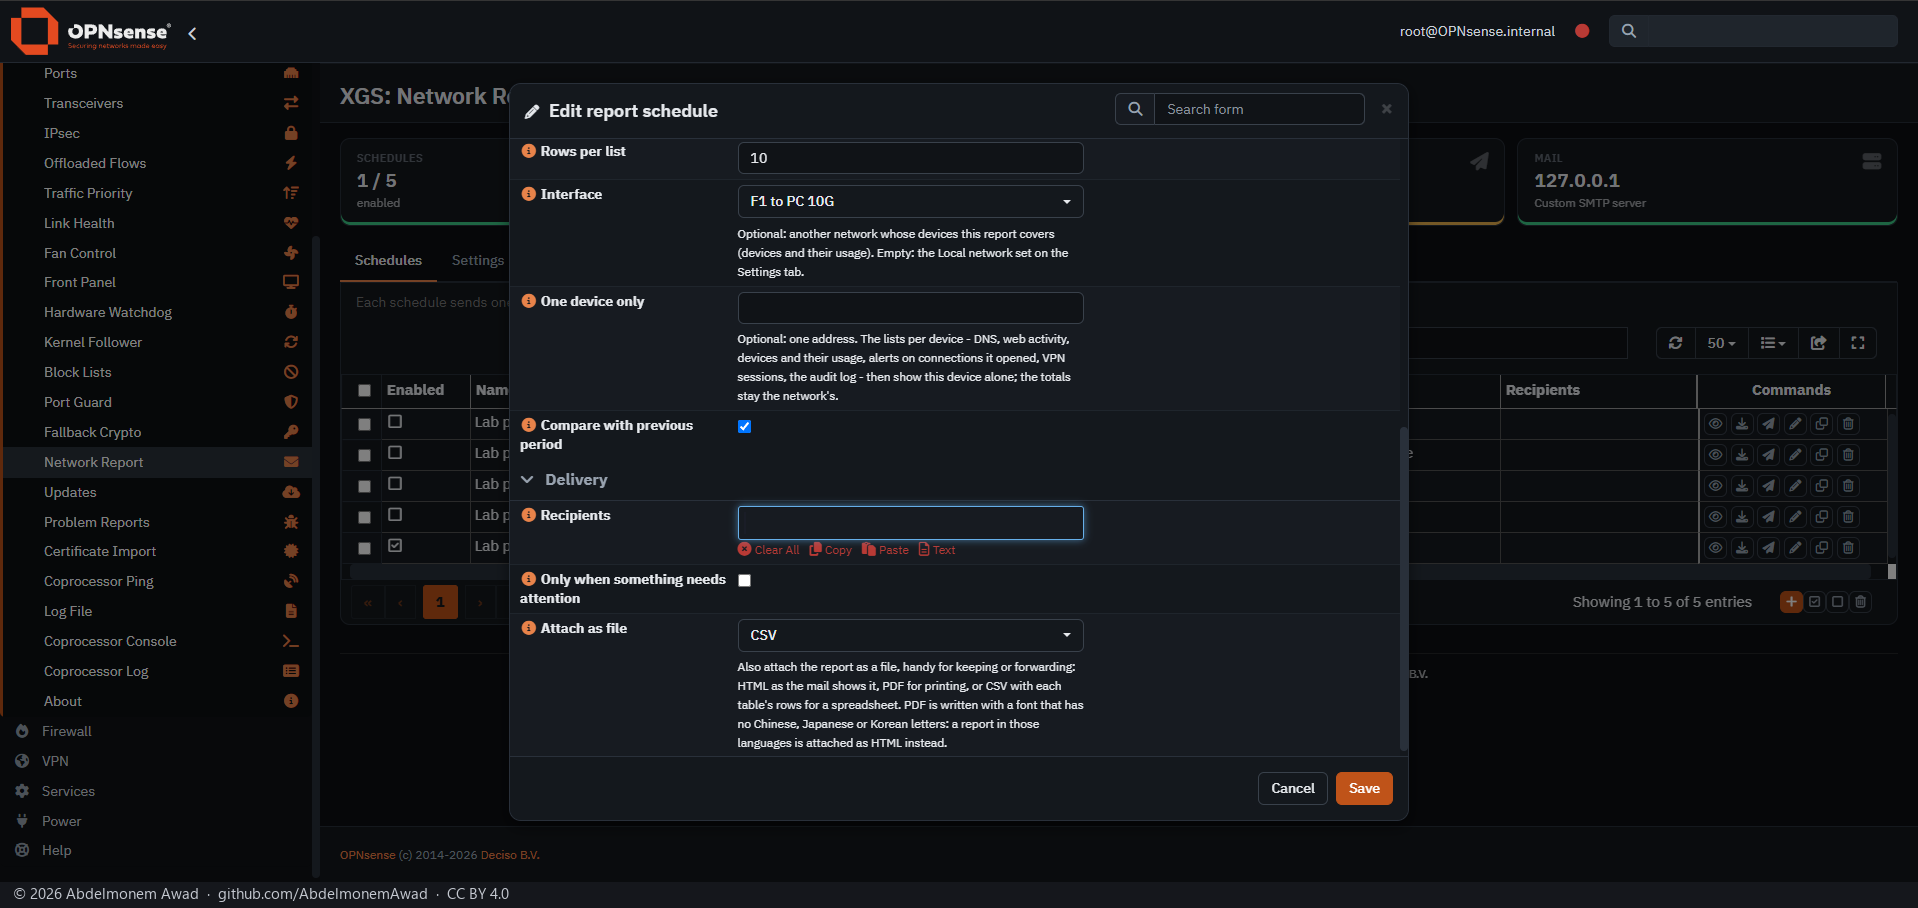 OPNsense
Securing networks made easy
root@OPNsense.internal
Ports
Transceivers
IPsec
Offloaded Flows
Traffic Priority
Link Health
Fan Control
Front Panel
Hardware Watchdog
Kernel Follower
Block Lists
Port Guard
Fallback Crypto
Network Report
Updates
Problem Reports
Certificate Import
Coprocessor Ping
Log File
Coprocessor Console
Coprocessor Log
About
Firewall
VPN
Services
Power
Help
XGS: Network Re
SCHEDULES
1 / 5
enabled
MAIL
127.0.0.1
Custom SMTP server
Schedules
Settings
Each schedule sends one
50
Enabled
Name
Recipients
Commands
Lab p
Lab p
Lab p
Lab p
Lab p
« ‹ 1 ›
Showing 1 to 5 of 5 entries
Edit report schedule
Search form
Rows per list
10
Interface
F1 to PC 10G
Optional: another network whose devices this report covers
(devices and their usage). Empty: the Local network set on the
Settings tab.
One device only
Optional: one address. The lists per device - DNS, web activity,
devices and their usage, alerts on connections it opened, VPN
sessions, the audit log - then show this device alone; the totals
stay the network's.
Compare with previous
period
Delivery
Recipients
Clear All Copy Paste Text
Only when something needs
attention
Attach as file
CSV
Also attach the report as a file, handy for keeping or forwarding:
HTML as the mail shows it, PDF for printing, or CSV with each
table's rows for a spreadsheet. PDF is written with a font that has
no Chinese, Japanese or Korean letters: a report in those
languages is attached as HTML instead.
Cancel
Save
B.V.
OPNsense (c) 2014-2026 Deciso B.V.
© 2026 Abdelmonem Awad · github.com/AbdelmonemAwad · CC BY 4.0